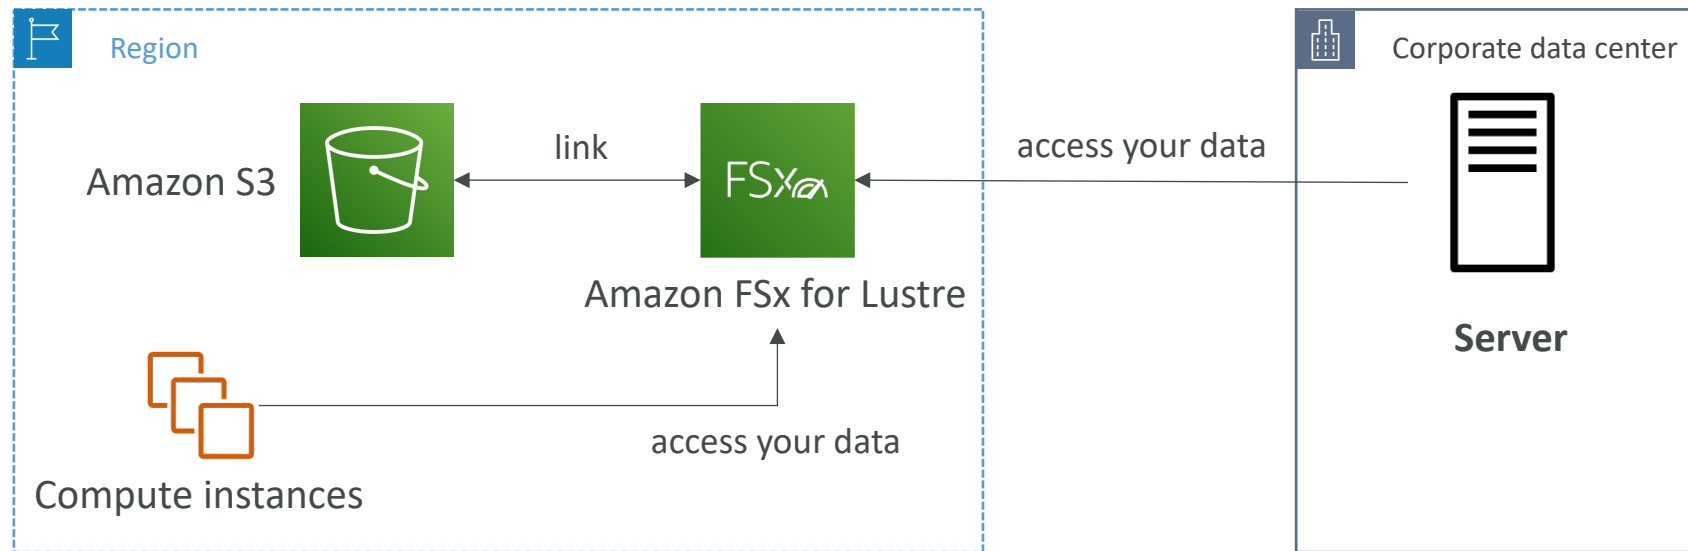 Region
Corporate data center
link
access your data
Amazon S3
FSx
Amazon FSx for Lustre
Server
access your data
Compute instances